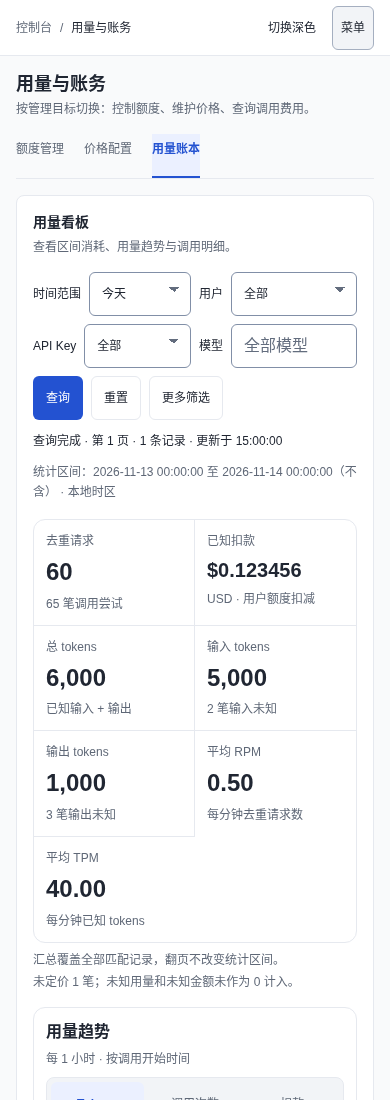 控制台 / 用量与账务 切换深色 菜单
用量与账务
按管理目标切换：控制额度、维护价格、查询调用费用。
额度管理 价格配置 用量账本
用量看板
查看区间消耗、用量趋势与调用明细。
时间范围 今天 用户 全部
API Key 全部 模型 全部模型
查询 重置 更多筛选
查询完成 · 第 1 页 · 1 条记录 · 更新于 15:00:00
统计区间：2026-11-13 00:00:00 至 2026-11-14 00:00:00（不
含） · 本地时区
去重请求 已知扣款
60 $0.123456
65 笔调用尝试 USD · 用户额度扣减
总 tokens 输入 tokens
6,000 5,000
已知输入 + 输出 2 笔输入未知
输出 tokens 平均 RPM
1,000 0.50
3 笔输出未知 每分钟去重请求数
平均 TPM
40.00
每分钟已知 tokens
汇总覆盖全部匹配记录，翻页不改变统计区间。
未定价 1 笔；未知用量和未知金额未作为 0 计入。
用量趋势
每 1 小时 · 按调用开始时间